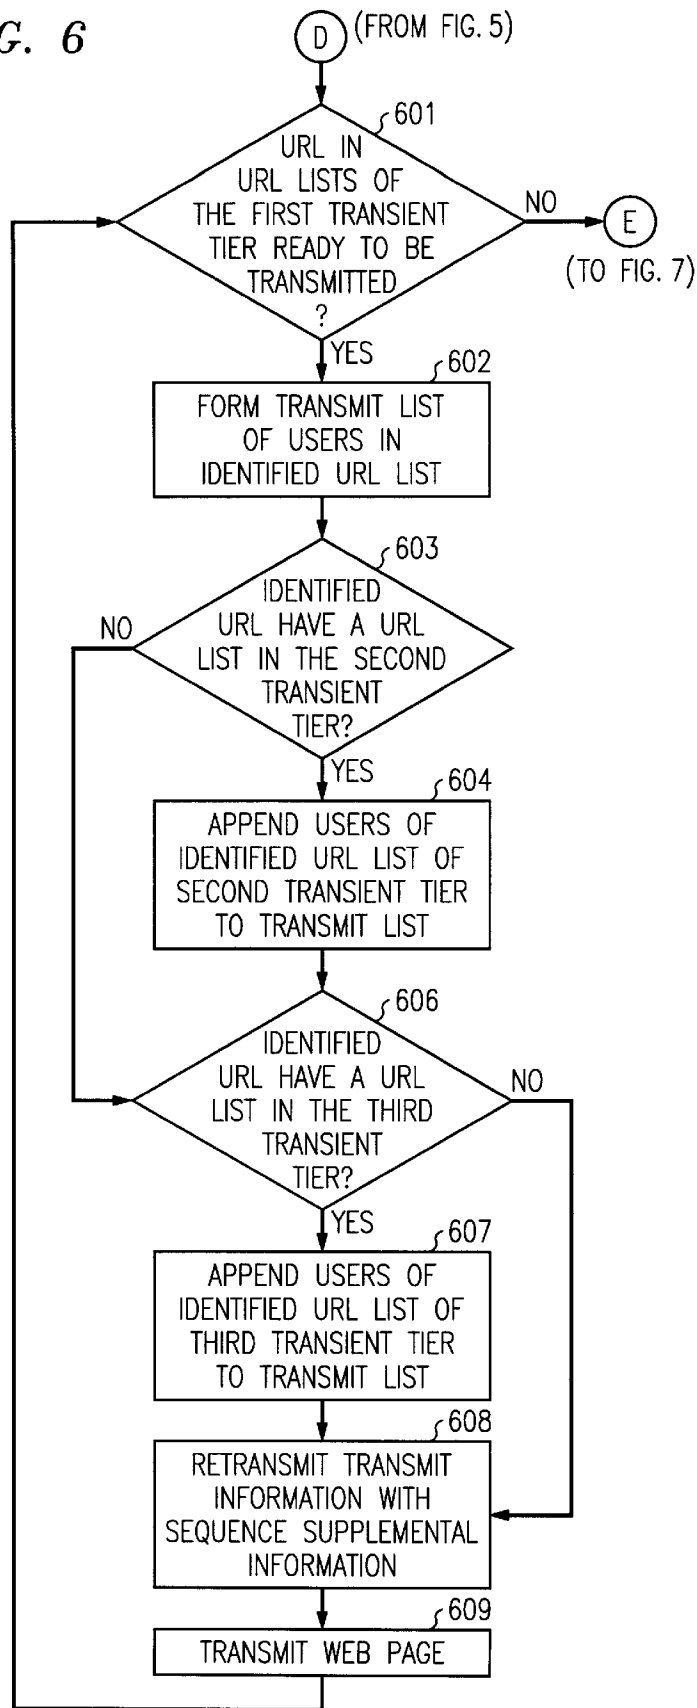 G. 6
D (FROM FIG. 5)
601
URL IN
URL LISTS OF
THE FIRST TRANSIENT
TIER READY TO BE
TRANSMITTED
?
NO
E
(TO FIG. 7)
YES
602
FORM TRANSMIT LIST
OF USERS IN
IDENTIFIED URL LIST
603
IDENTIFIED
URL HAVE A URL
LIST IN THE SECOND
TRANSIENT
TIER?
NO
YES
604
APPEND USERS OF
IDENTIFIED URL LIST OF
SECOND TRANSIENT TIER
TO TRANSMIT LIST
606
IDENTIFIED
URL HAVE A URL
LIST IN THE THIRD
TRANSIENT
TIER?
NO
YES
607
APPEND USERS OF
IDENTIFIED URL LIST OF
THIRD TRANSIENT TIER
TO TRANSMIT LIST
608
RETRANSMIT TRANSMIT
INFORMATION WITH
SEQUENCE SUPPLEMENTAL
INFORMATION
609
TRANSMIT WEB PAGE